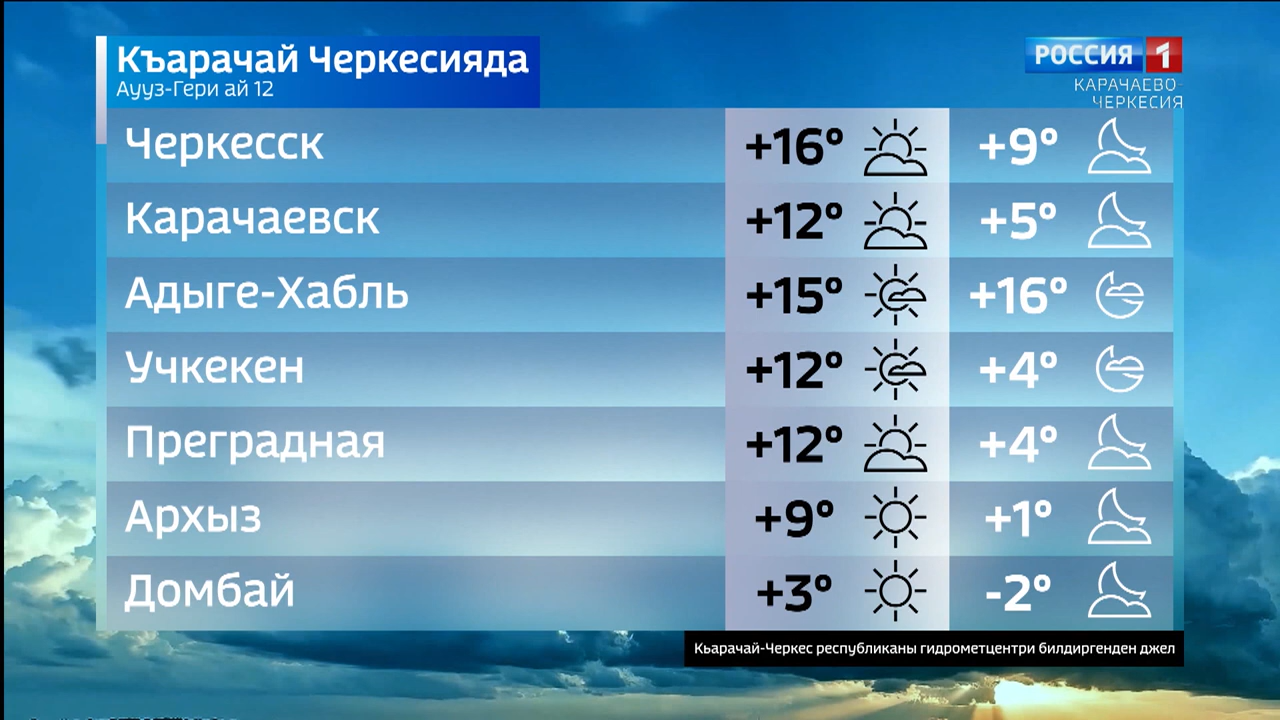 Къарачай Черкесияда
Аууз-Гери ай 12
РОССИЯ 1
КАРАЧАЕВО-
ЧЕРКЕСИЯ
Черкесск +16° +9°
Карачаевск +12° +5°
Адыге-Хабль +15° +16°
Учкекен +12° +4°
Преградная +12° +4°
Архыз +9° +1°
Домбай +3° -2°
Кьарачай-Черкес республиканы гидрометцентри билдиргенден джел